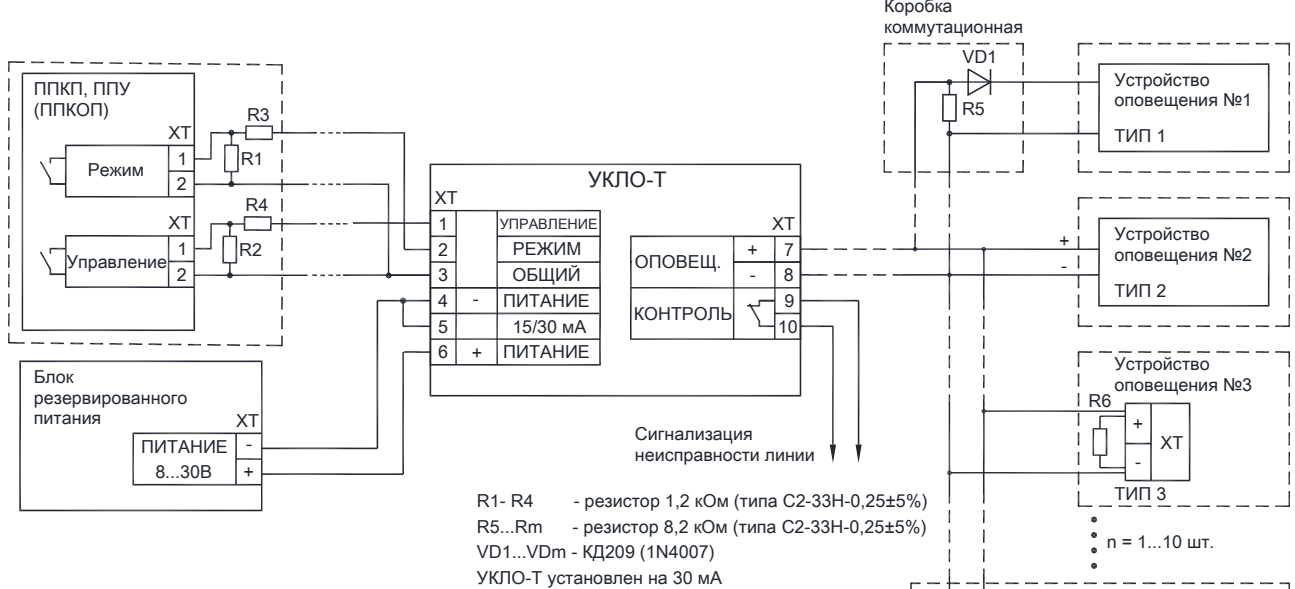 Коробка
коммутационная
VD1
R5
Устройство
оповещения №1
ТИП 1
ППКП, ППУ
(ППКОП)
XT
Режим
1
2
R3
R1
XT
Управление
1
2
R4
R2
УКЛО-Т
XT
1 УПРАВЛЕНИЕ
2 РЕЖИМ
3 ОБЩИЙ
4 - ПИТАНИЕ
5 15/30 мА
6 + ПИТАНИЕ
XT
ОПОВЕЩ.
+ 7
- 8
КОНТРОЛЬ
9
10
+
-
Устройство
оповещения №2
ТИП 2
Устройство
оповещения №3
R6
+
-
XT
ТИП 3
n = 1...10 шт.
Блок
резервированного
питания
XT
ПИТАНИЕ -
8...30В +
Сигнализация
неисправности линии
R1- R4 - резистор 1,2 кОм (типа С2-33Н-0,25±5%)
R5...Rm - резистор 8,2 кОм (типа С2-33Н-0,25±5%)
VD1...VDm - КД209 (1N4007)
УКЛО-Т установлен на 30 мА